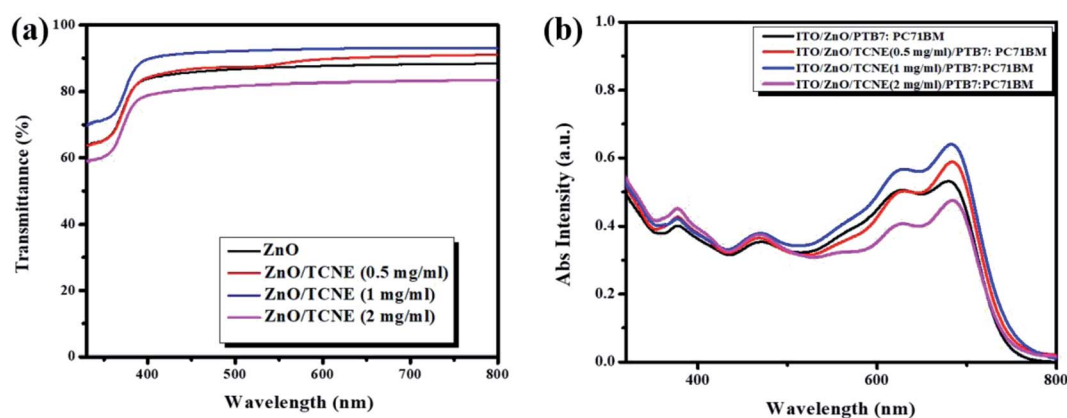 (a)
100
80
60
40
20
0
Transmittannce (%)
ZnO
ZnO/TCNE (0.5 mg/ml)
ZnO/TCNE (1 mg/ml)
ZnO/TCNE (2 mg/ml)
400 500 600 700 800
Wavelength (nm)
(b)
1.0
0.8
0.6
0.4
0.2
0.0
Abs Intensity (a.u.)
ITO/ZnO/PTB7: PC71BM
ITO/ZnO/TCNE(0.5 mg/ml)/PTB7: PC71BM
ITO/ZnO/TCNE(1 mg/ml)/PTB7:PC71BM
ITO/ZnO/TCNE(2 mg/ml)/PTB7:PC71BM
400 500 600 700 800
Wavelength (nm)